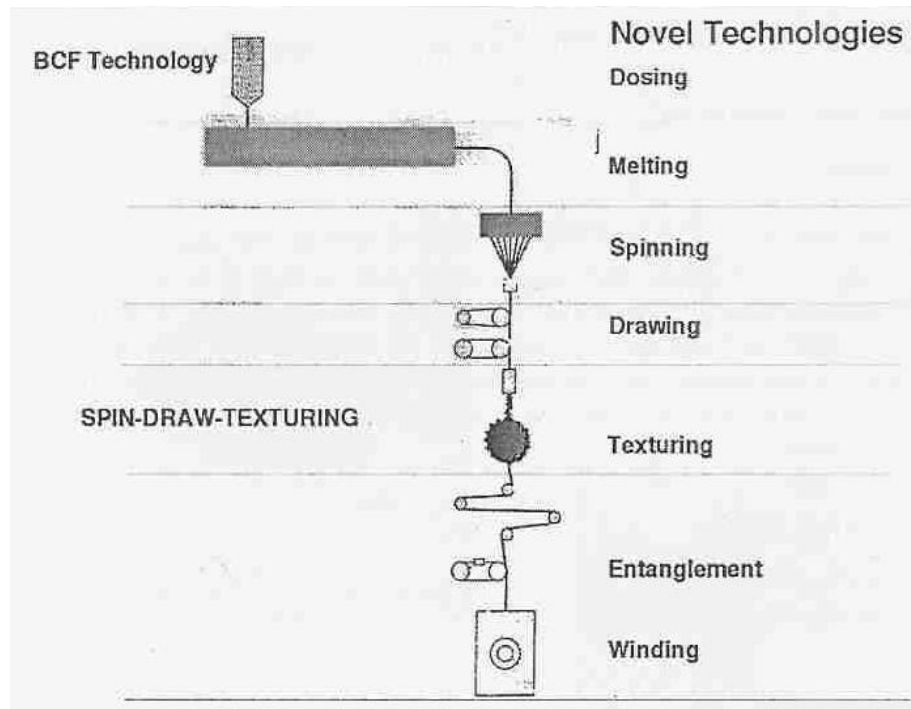 Novel Technologies
BCF Technology
Dosing
Melting
Spinning
Drawing
SPIN-DRAW-TEXTURING
Texturing
Entanglement
Winding